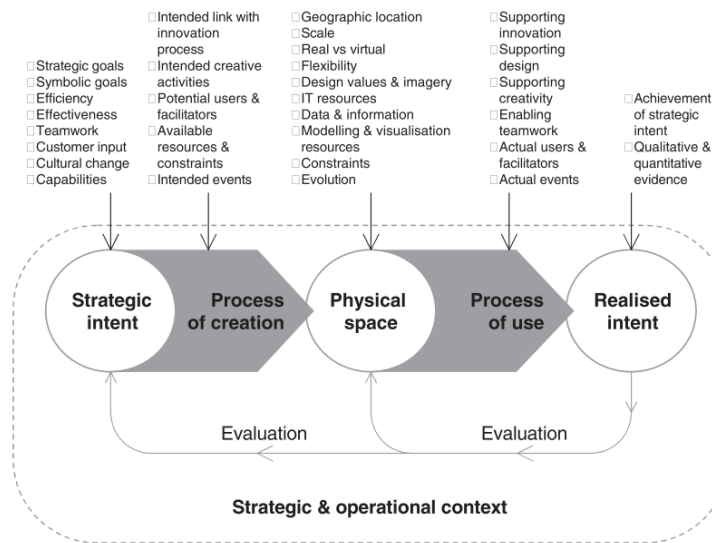 □Strategic goals
□Symbolic goals
□Efficiency
□Effectiveness
□Teamwork
□Customer input
□Cultural change
□Capabilities
□Intended link with
innovation
process
□Intended creative
activities
□Potential users &
facilitators
□Available
resources &
constraints
□Intended events
□Geographic location
□Scale
□Real vs virtual
□Flexibility
□Design values & imagery
□IT resources
□Data & information
□Modelling & visualisation
resources
□Constraints
□Evolution
□Supporting
innovation
□Supporting
design
□Supporting
creativity
□Enabling
teamwork
□Actual users &
facilitators
□Actual events
□Achievement
of strategic
intent
□Qualitative &
quantitative
evidence
Strategic
intent
Process
of creation
Physical
space
Process
of use
Realised
intent
Evaluation
Evaluation
Strategic & operational context